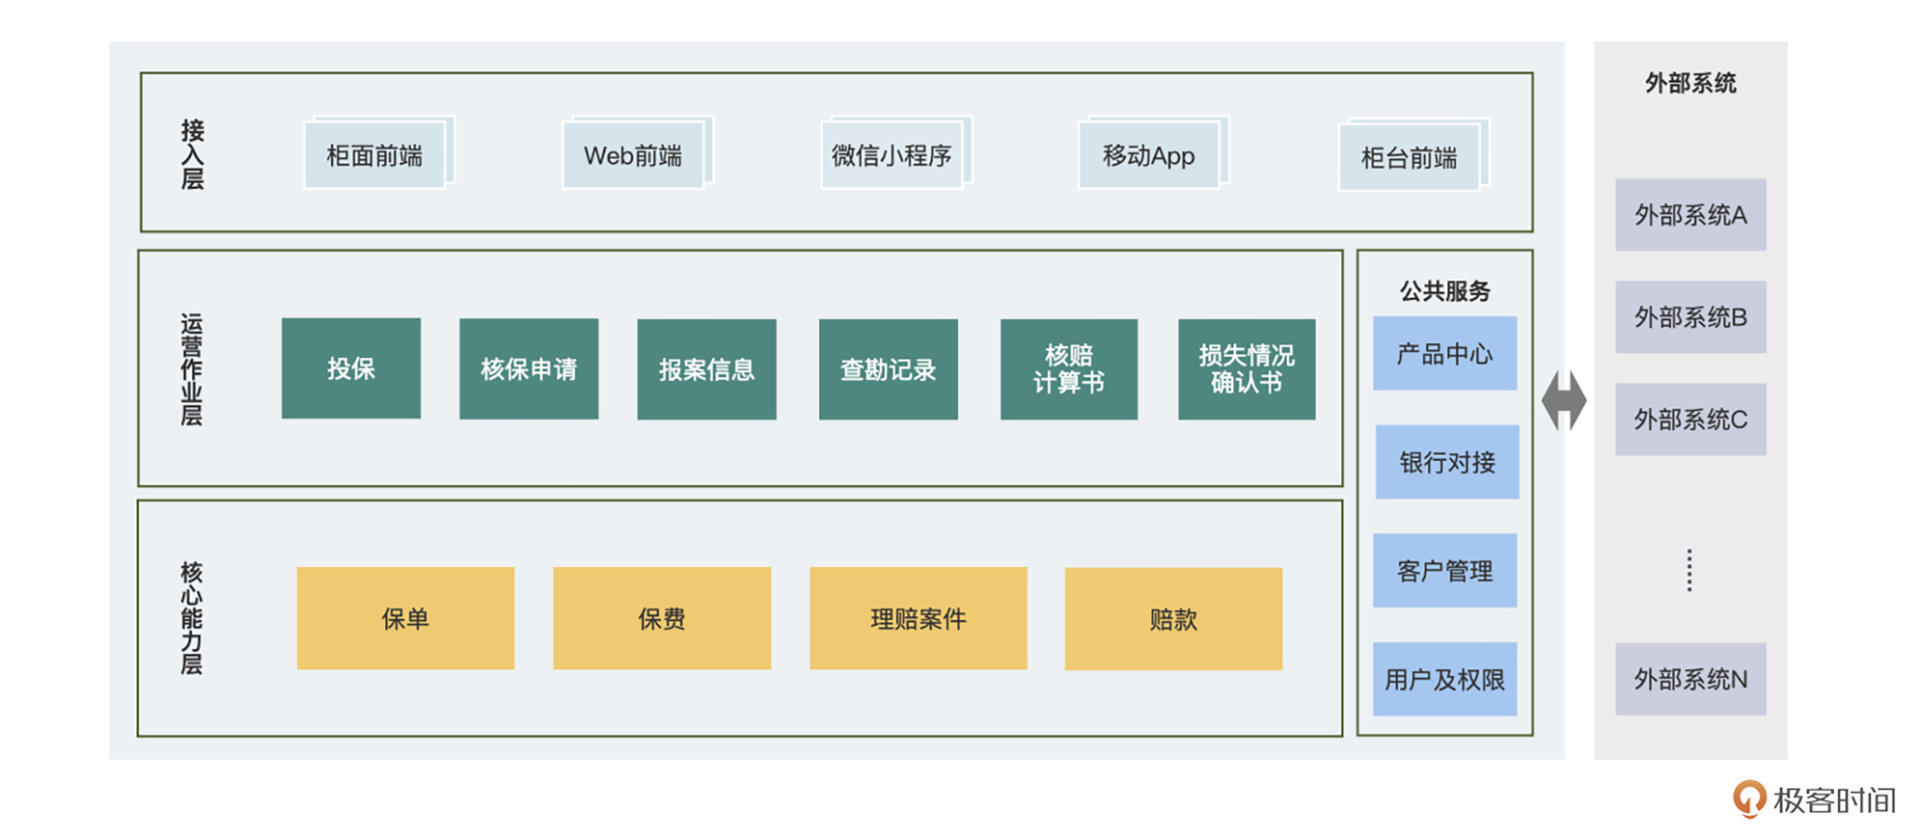 接入层
柜面前端
Web前端
微信小程序
移动App
柜台前端
运营作业层
投保
核保申请
报案信息
查勘记录
核赔
计算书
损失情况
确认书
核心能力层
保单
保费
理赔案件
赔款
公共服务
产品中心
银行对接
客户管理
用户及权限
外部系统
外部系统A
外部系统B
外部系统C
外部系统N
极客时间